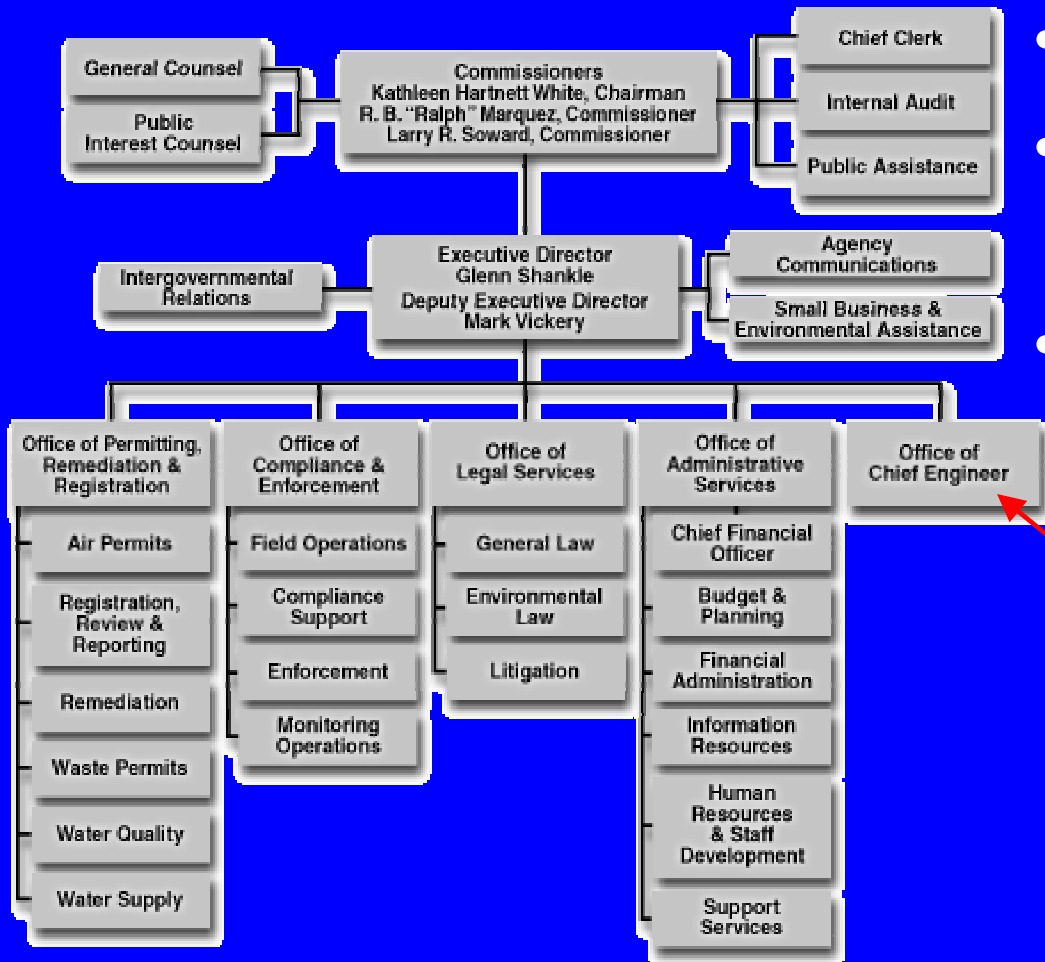 General Counsel
Public
Interest Counsel
Commissioners
Kathleen Hartnett White, Chairman
R. B. “Ralph” Marquez, Commissioner
Larry R. Soward, Commissioner
Chief Clerk
Internal Audit
Public Assistance
Intergovernmental
Relations
Executive Director
Glenn Shankle
Deputy Executive Director
Mark Vickery
Agency
Communications
Small Business &
Environmental Assistance
Office of Permitting,
Remediation &
Registration
Air Permits
Registration,
Review &
Reporting
Remediation
Waste Permits
Water Quality
Water Supply
Office of
Compliance &
Enforcement
Field Operations
Compliance
Support
Enforcement
Monitoring
Operations
Office of
Legal Services
General Law
Environmental
Law
Litigation
Office of
Administrative
Services
Chief Financial
Officer
Budget &
Planning
Financial
Administration
Information
Resources
Human
Resources
& Staff
Development
Support
Services
Office of
Chief Engineer